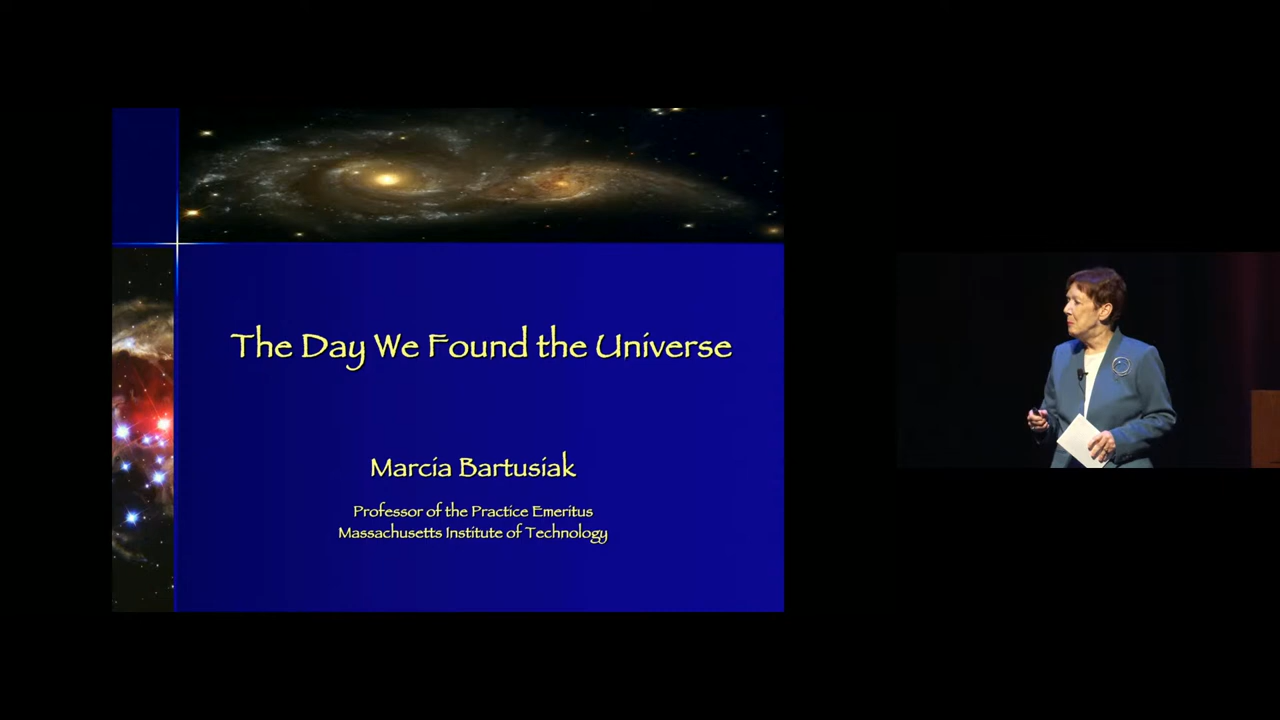 The Day We Found the Universe
Marcia Bartusiak
Professor of the Practice Emeritus
Massachusetts Institute of Technology